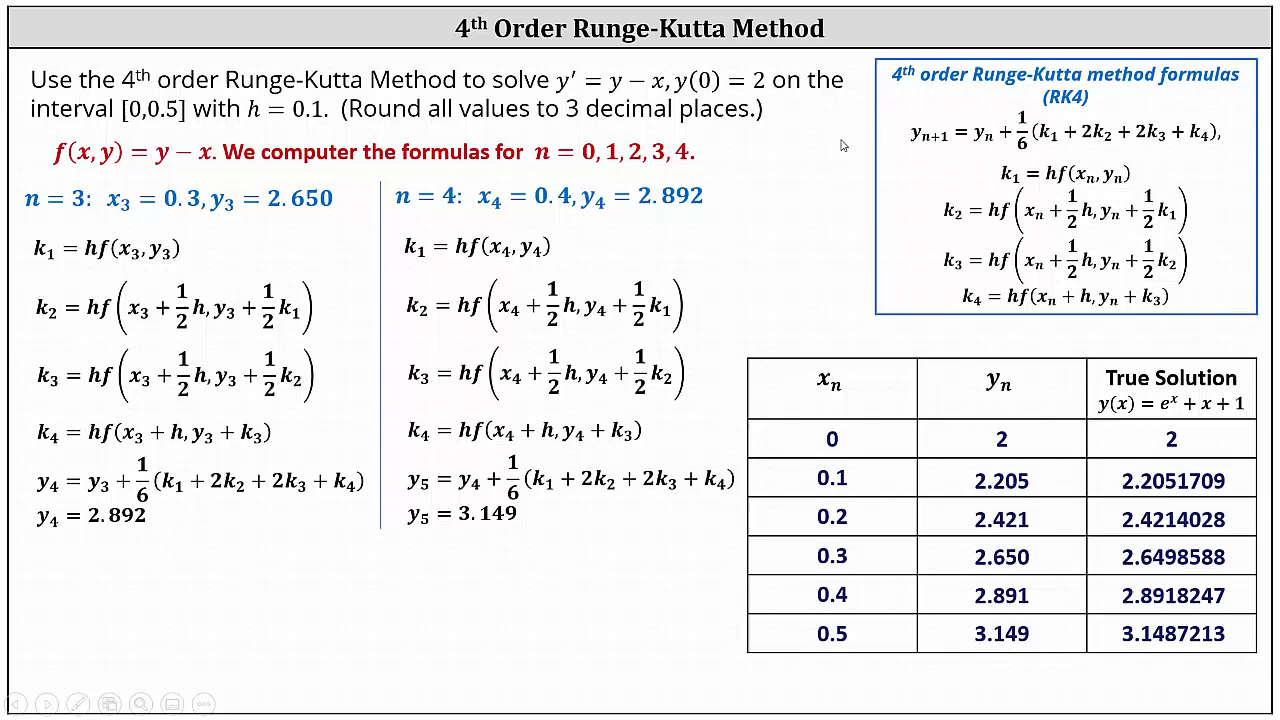 4th Order Runge-Kutta Method
Use the 4th order Runge-Kutta Method to solve y′ = y − x, y(0) = 2 on the
interval [0,0.5] with h = 0.1. (Round all values to 3 decimal places.)
f(x, y) = y − x. We computer the formulas for n = 0, 1, 2, 3, 4.
n = 3: x₃ = 0.3, y₃ = 2.650
k₁ = hf(x₃, y₃)
k₂ = hf(x₃ + 1/2 h, y₃ + 1/2 k₁)
k₃ = hf(x₃ + 1/2 h, y₃ + 1/2 k₂)
k₄ = hf(x₃ + h, y₃ + k₃)
y₄ = y₃ + 1/6 (k₁ + 2k₂ + 2k₃ + k₄)
y₄ = 2.892
n = 4: x₄ = 0.4, y₄ = 2.892
k₁ = hf(x₄, y₄)
k₂ = hf(x₄ + 1/2 h, y₄ + 1/2 k₁)
k₃ = hf(x₄ + 1/2 h, y₄ + 1/2 k₂)
k₄ = hf(x₄ + h, y₄ + k₃)
y₅ = y₄ + 1/6 (k₁ + 2k₂ + 2k₃ + k₄)
y₅ = 3.149
4th order Runge-Kutta method formulas
(RK4)
yₙ₊₁ = yₙ + 1/6 (k₁ + 2k₂ + 2k₃ + k₄),
k₁ = hf(xₙ, yₙ)
k₂ = hf(xₙ + 1/2 h, yₙ + 1/2 k₁)
k₃ = hf(xₙ + 1/2 h, yₙ + 1/2 k₂)
k₄ = hf(xₙ + h, yₙ + k₃)
xₙ yₙ True Solution
y(x) = eˣ + x + 1
0 2 2
0.1 2.205 2.2051709
0.2 2.421 2.4214028
0.3 2.650 2.6498588
0.4 2.891 2.8918247
0.5 3.149 3.1487213